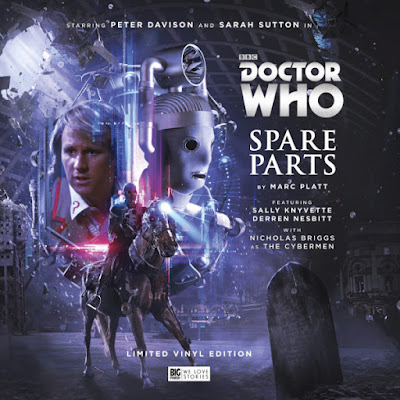 STARRING PETER DAVISON AND SARAH SUTTON IN
BBC
DOCTOR
WHO
SPARE
PARTS
BY MARC PLATT
FEATURING
SALLY KNYVETTE
DERREN NESBITT
WITH
NICHOLAS BRIGGS
AS THE CYBERMEN
?
LIMITED VINYL EDITION
BIG FINISH
WE LOVE
STORIES